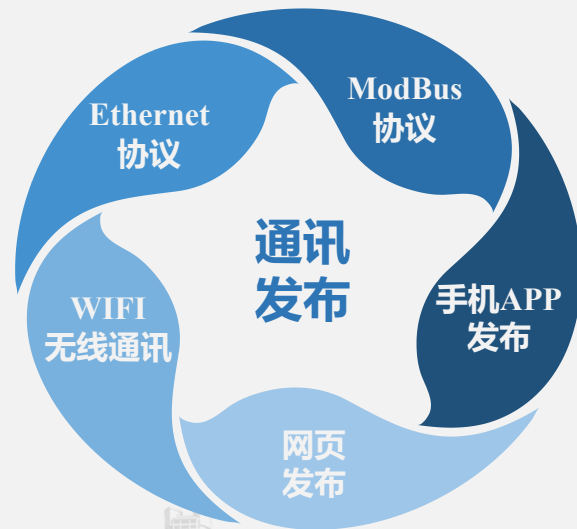 Ethernet
协议
ModBus
协议
通讯
发布
WIFI
无线通讯
手机APP
发布
网页
发布